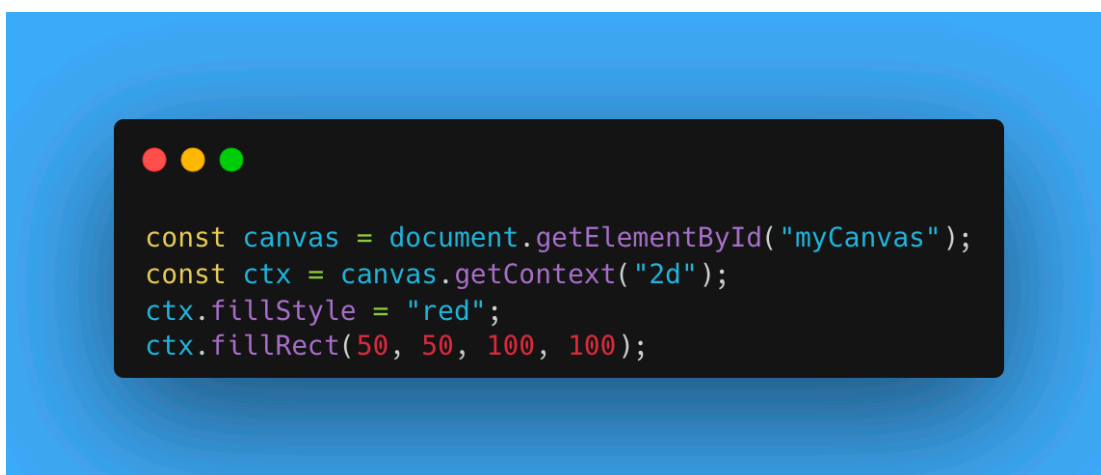 const canvas = document.getElementById("myCanvas");
const ctx = canvas.getContext("2d");
ctx.fillStyle = "red";
ctx.fillRect(50, 50, 100, 100);